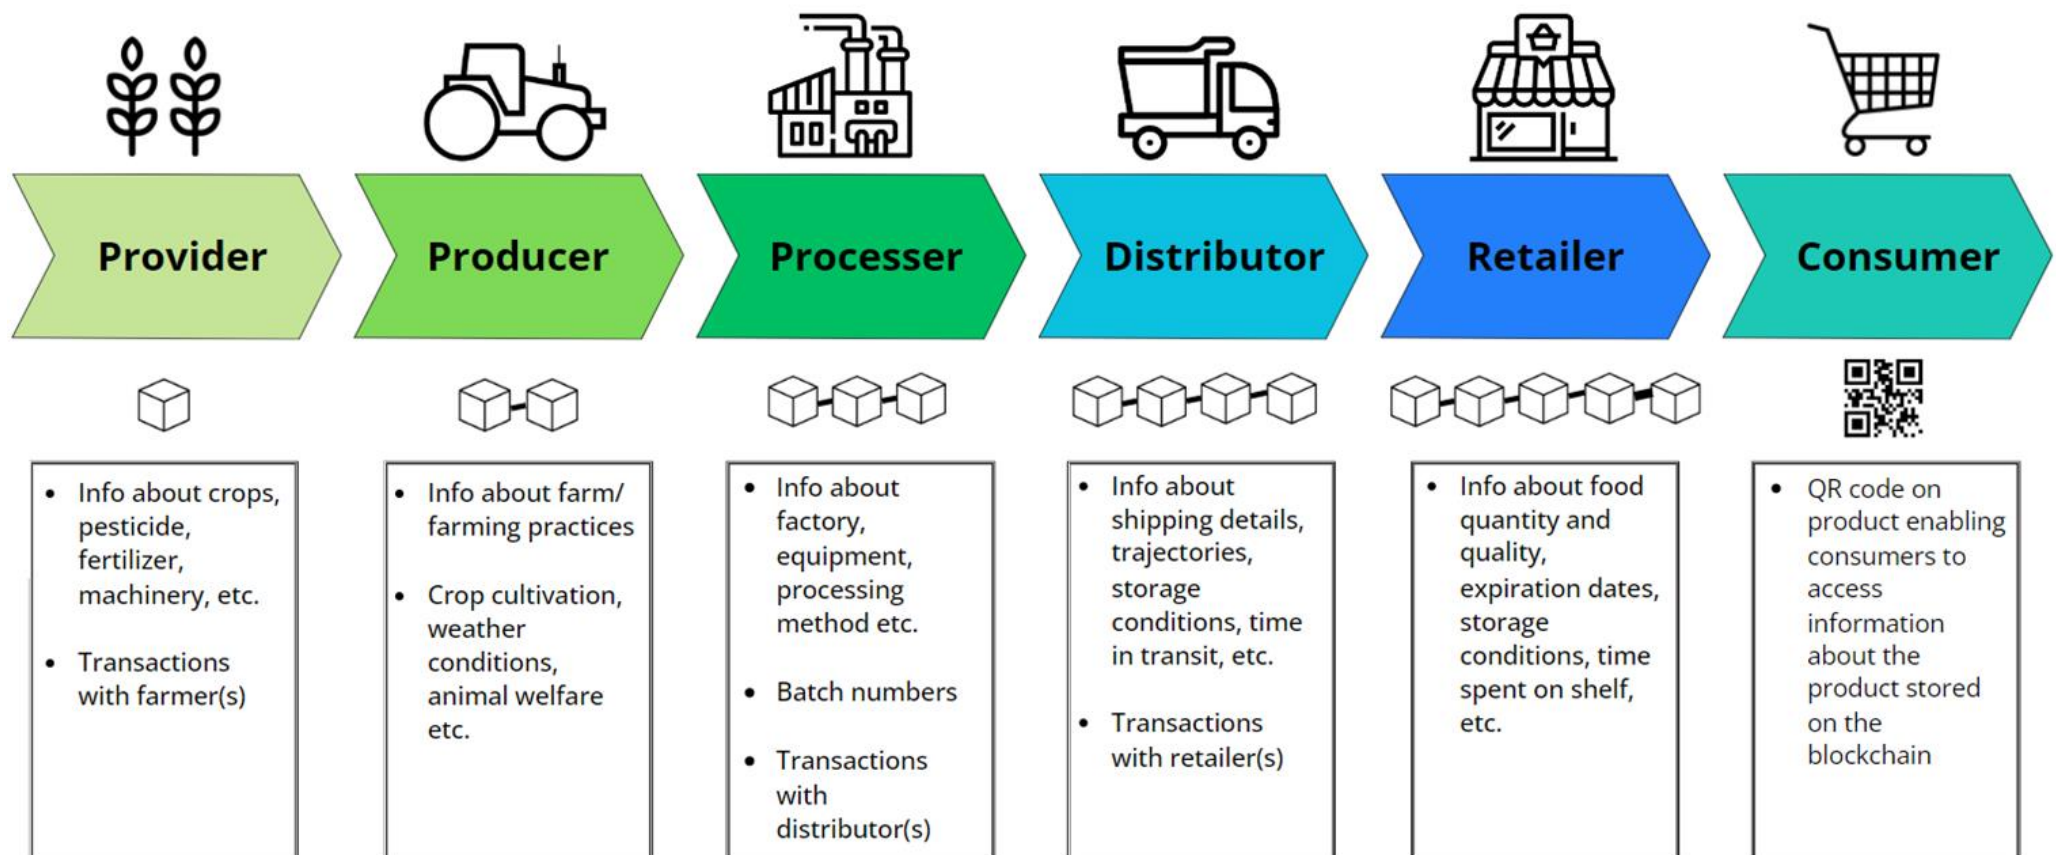 Provider
Producer
Processer
Distributor
Retailer
Consumer
• Info about crops,
pesticide,
fertilizer,
machinery, etc.
• Transactions
with farmer(s)
• Info about farm/
farming practices
• Crop cultivation,
weather
conditions,
animal welfare
etc.
• Info about
factory,
equipment,
processing
method etc.
• Batch numbers
• Transactions
with
distributor(s)
• Info about
shipping details,
trajectories,
storage
conditions, time
in transit, etc.
• Transactions
with retailer(s)
• Info about food
quantity and
quality,
expiration dates,
storage
conditions, time
spent on shelf,
etc.
• QR code on
product enabling
consumers to
access
information
about the
product stored
on the
blockchain